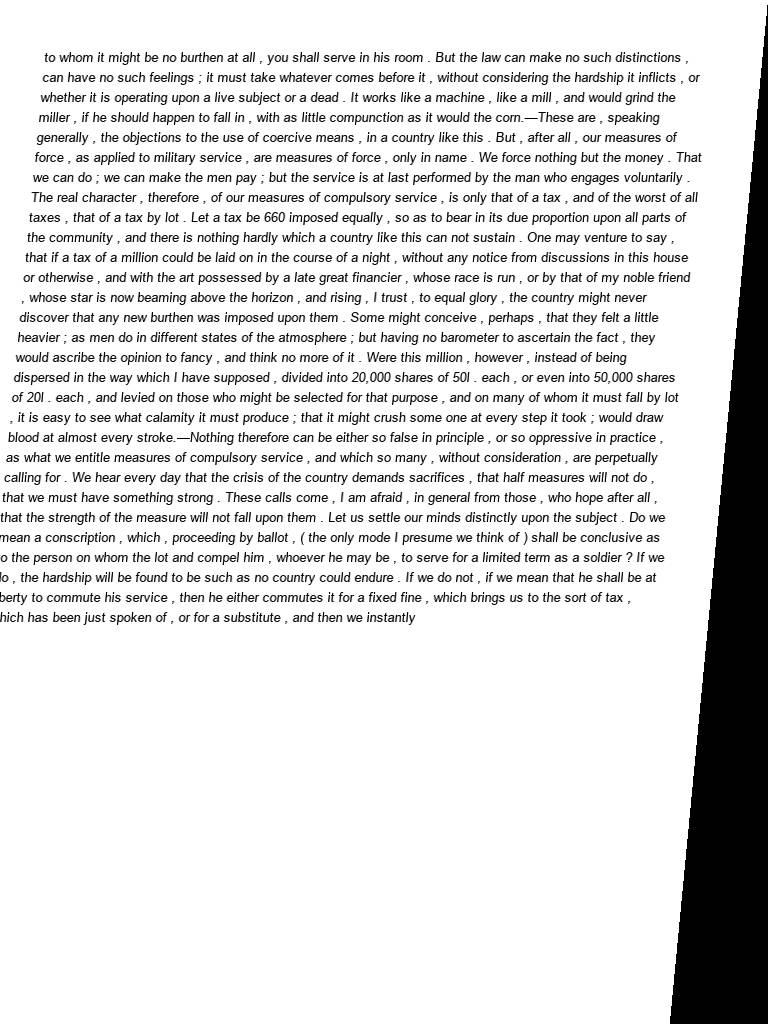 to whom it might be no burthen at all , you shall serve in his room . But the law can make no such distinctions ,
can have no such feelings ; it must take whatever comes before it , without considering the hardship it inflicts , or
whether it is operating upon a live subject or a dead . It works like a machine , like a mill , and would grind the
miller , if he should happen to fall in , with as little compunction as it would the corn.—These are , speaking
generally , the objections to the use of coercive means , in a country like this . But , after all , our measures of
force , as applied to military service , are measures of force , only in name . We force nothing but the money . That
we can do ; we can make the men pay ; but the service is at last performed by the man who engages voluntarily .
The real character , therefore , of our measures of compulsory service , is only that of a tax , and of the worst of all
taxes , that of a tax by lot . Let a tax be 660 imposed equally , so as to bear in its due proportion upon all parts of
the community , and there is nothing hardly which a country like this can not sustain . One may venture to say ,
that if a tax of a million could be laid on in the course of a night , without any notice from discussions in this house
or otherwise , and with the art possessed by a late great financier , whose race is run , or by that of my noble friend
, whose star is now beaming above the horizon , and rising , I trust , to equal glory , the country might never
discover that any new burthen was imposed upon them . Some might conceive , perhaps , that they felt a little
heavier ; as men do in different states of the atmosphere ; but having no barometer to ascertain the fact , they
would ascribe the opinion to fancy , and think no more of it . Were this million , however , instead of being
dispersed in the way which I have supposed , divided into 20,000 shares of 50l . each , or even into 50,000 shares
of 20l . each , and levied on those who might be selected for that purpose , and on many of whom it must fall by lot
, it is easy to see what calamity it must produce ; that it might crush some one at every step it took ; would draw
blood at almost every stroke.—Nothing therefore can be either so false in principle , or so oppressive in practice ,
as what we entitle measures of compulsory service , and which so many , without consideration , are perpetually
calling for . We hear every day that the crisis of the country demands sacrifices , that half measures will not do ,
that we must have something strong . These calls come , I am afraid , in general from those , who hope after all ,
that the strength of the measure will not fall upon them . Let us settle our minds distinctly upon the subject . Do we
mean a conscription , which , proceeding by ballot , ( the only mode I presume we think of ) shall be conclusive as
o the person on whom the lot and compel him , whoever he may be , to serve for a limited term as a soldier ? If we
lo , the hardship will be found to be such as no country could endure . If we do not , if we mean that he shall be at
berty to commute his service , then he either commutes it for a fixed fine , which brings us to the sort of tax ,
hich has been just spoken of , or for a substitute , and then we instantly